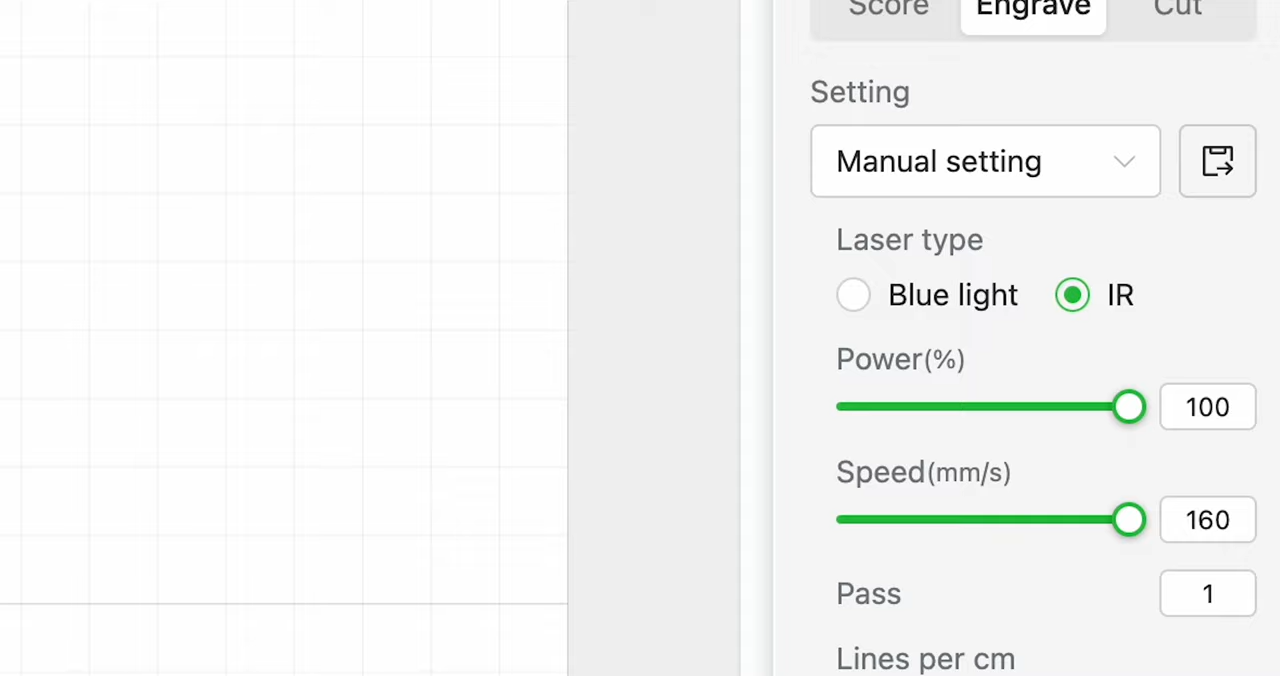 Score Engrave Cut
Setting
Manual setting
Laser type
Blue light IR
Power(%)
100
Speed(mm/s)
160
Pass 1
Lines per cm